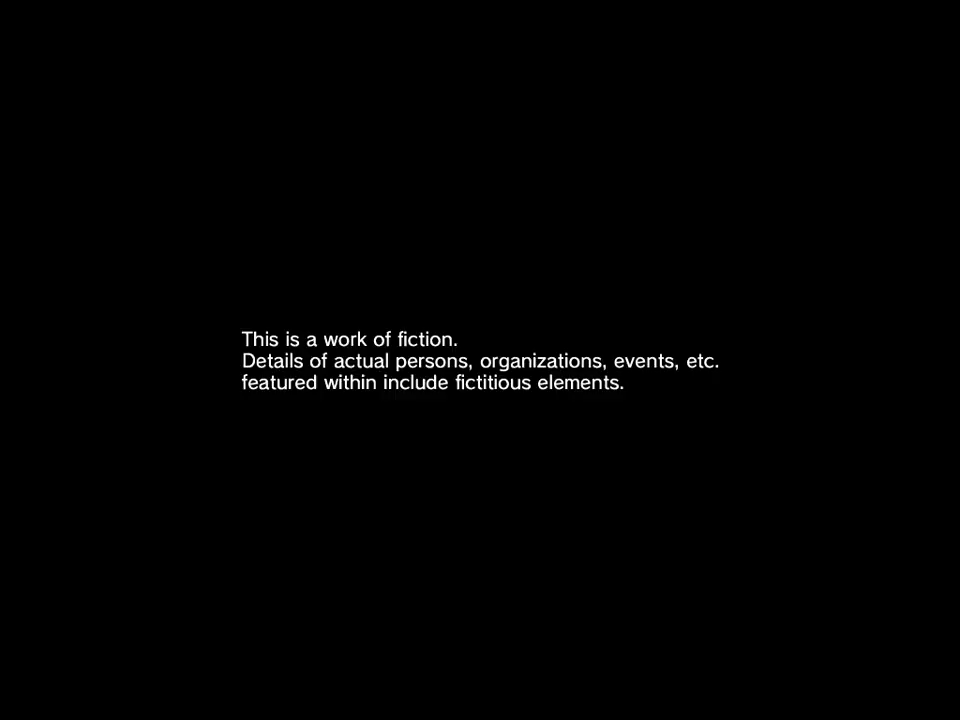 This is a work of fiction.
Details of actual persons, organizations, events, etc.
featured within include fictitious elements.